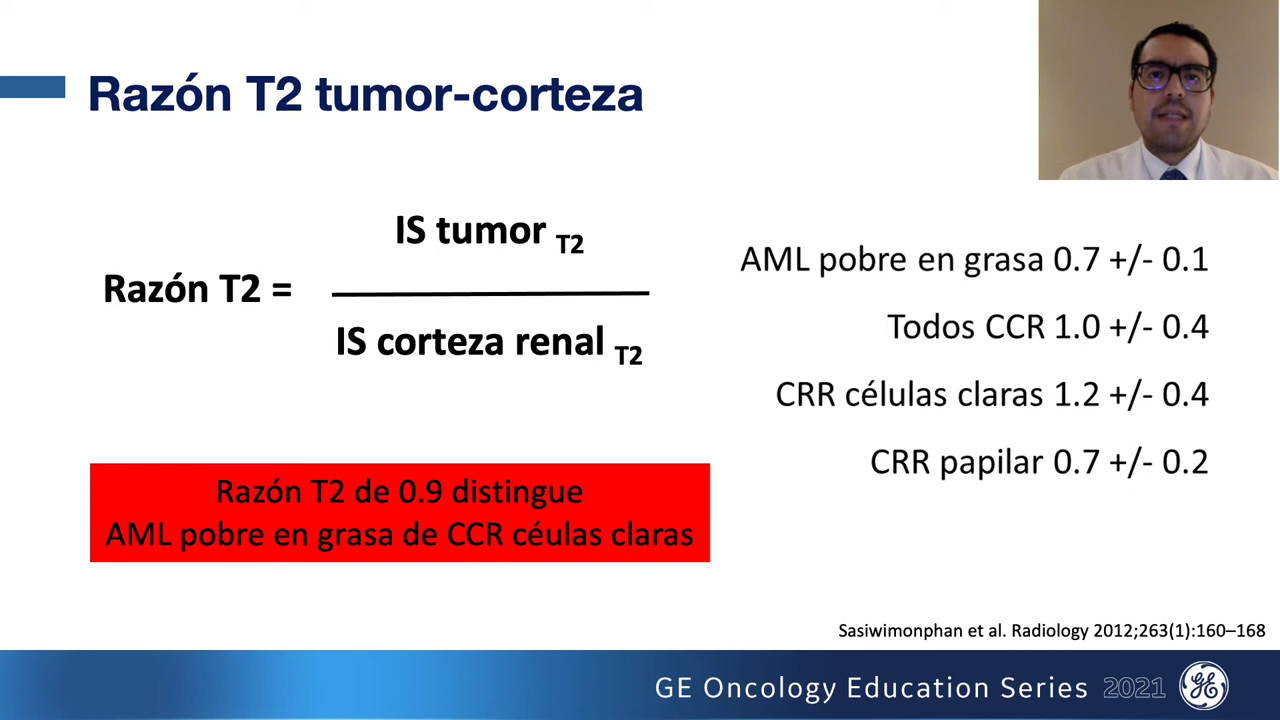 Razón T2 tumor-corteza
Razón T2 =
IS tumor T2
IS corteza renal T2
AML pobre en grasa 0.7 +/- 0.1
Todos CCR 1.0 +/- 0.4
CRR células claras 1.2 +/- 0.4
CRR papilar 0.7 +/- 0.2
Razón T2 de 0.9 distingue
AML pobre en grasa de CCR céulas claras
Sasiwimonphan et al. Radiology 2012;263(1):160–168
GE Oncology Education Series 2021
GE